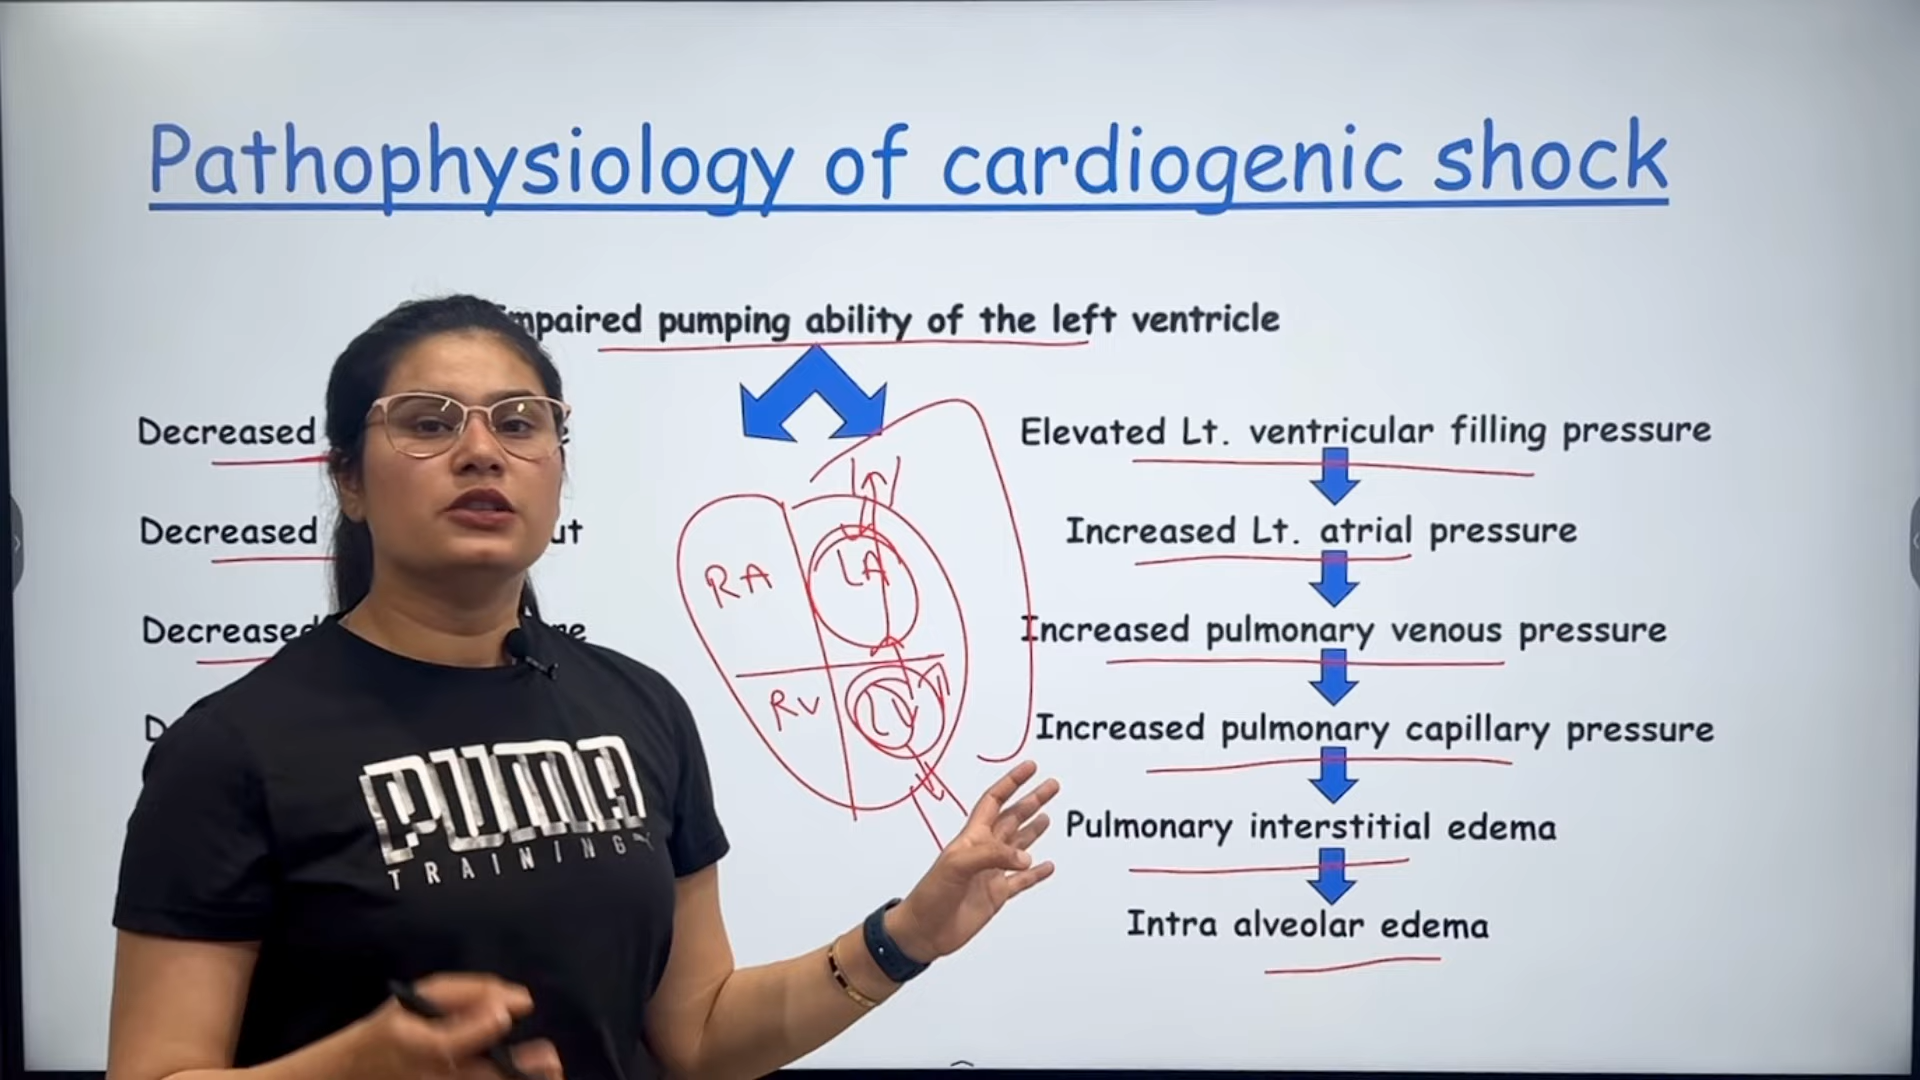 Pathophysiology of cardiogenic shock
Impaired pumping ability of the left ventricle
Decreased
Decreased
Decreased
Elevated Lt. ventricular filling pressure
Increased Lt. atrial pressure
Increased pulmonary venous pressure
Increased pulmonary capillary pressure
Pulmonary interstitial edema
Intra alveolar edema
RA
LA
RV
LV
PUMA
TRAINING